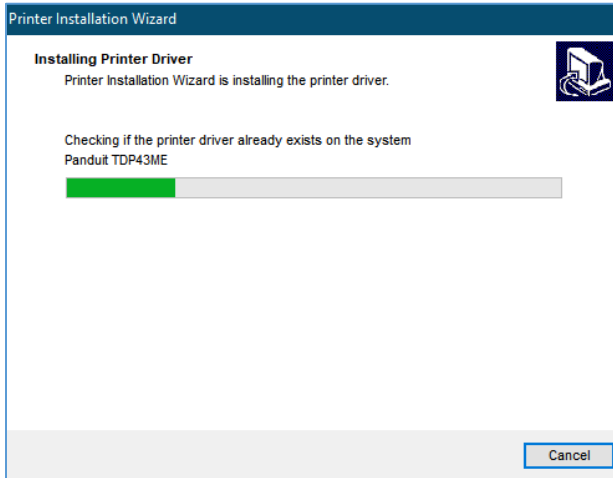 Printer Installation Wizard
Installing Printer Driver
Printer Installation Wizard is installing the printer driver.
Checking if the printer driver already exists on the system
Panduit TDP43ME
Cancel